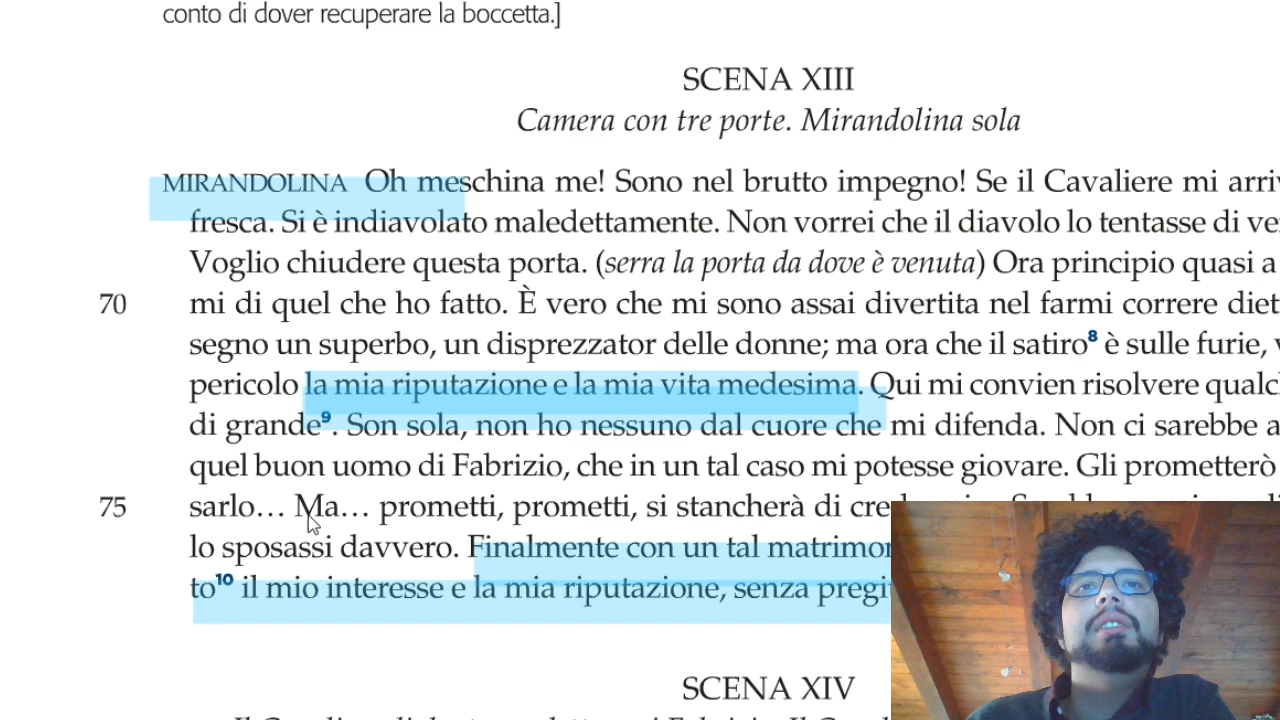 conto di dover recuperare la boccetta.]
SCENA XIII
Camera con tre porte. Mirandolina sola
MIRANDOLINA Oh meschina me! Sono nel brutto impegno! Se il Cavaliere mi
fresca. Si è indiavolato maledettamente. Non vorrei che il diavolo lo tentasse di
Voglio chiudere questa porta. (serra la porta da dove è venuta) Ora principio quasi a
70 mi di quel che ho fatto. È vero che mi sono assai divertita nel farmi correre
segno un superbo, un disprezzator delle donne; ma ora che il satiro⁸ è sulle furie,
pericolo la mia riputazione e la mia vita medesima. Qui mi convien risolvere
di grande⁹. Son sola, non ho nessuno dal cuore che mi difenda. Non ci sarebbe
quel buon uomo di Fabrizio, che in un tal caso mi potesse giovare. Gli prometterò
75 sarlo… Ma… prometti, prometti, si stancherà di
lo sposassi davvero. Finalmente con un tal
to¹⁰ il mio interesse e la mia riputazione, senza
SCENA XIV